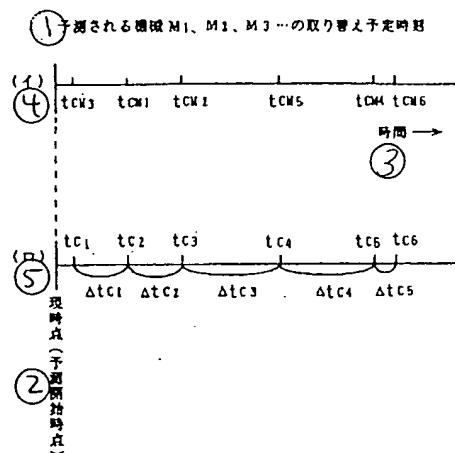 ① 予測される機械M1、M2、M3…の取り替え予定時刻
(イ)
④ tCM3 tCM1 tCM2 tCM5 tCM4 tCM6
時間 →
③
(ロ) tC1 tC2 tC3 tC4 tC5 tC6
⑤ ΔtC1 ΔtC2 ΔtC3 ΔtC4 ΔtC5
② 現時点(予測開始時点)